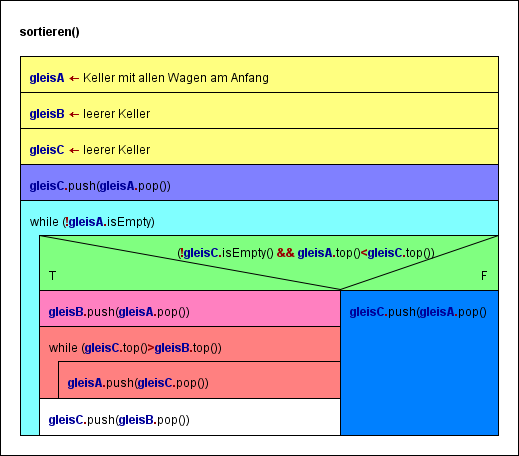 sortieren()
gleisA ← Keller mit allen Wagen am Anfang
gleisB ← leerer Keller
gleisC ← leerer Keller
gleisC.push(gleisA.pop())
while (!gleisA.isEmpty)
(!gleisC.isEmpty() && gleisA.top()<gleisC.top())
T F
gleisB.push(gleisA.pop()) gleisC.push(gleisA.pop()
while (gleisC.top()>gleisB.top())
gleisA.push(gleisC.pop())
gleisC.push(gleisB.pop())